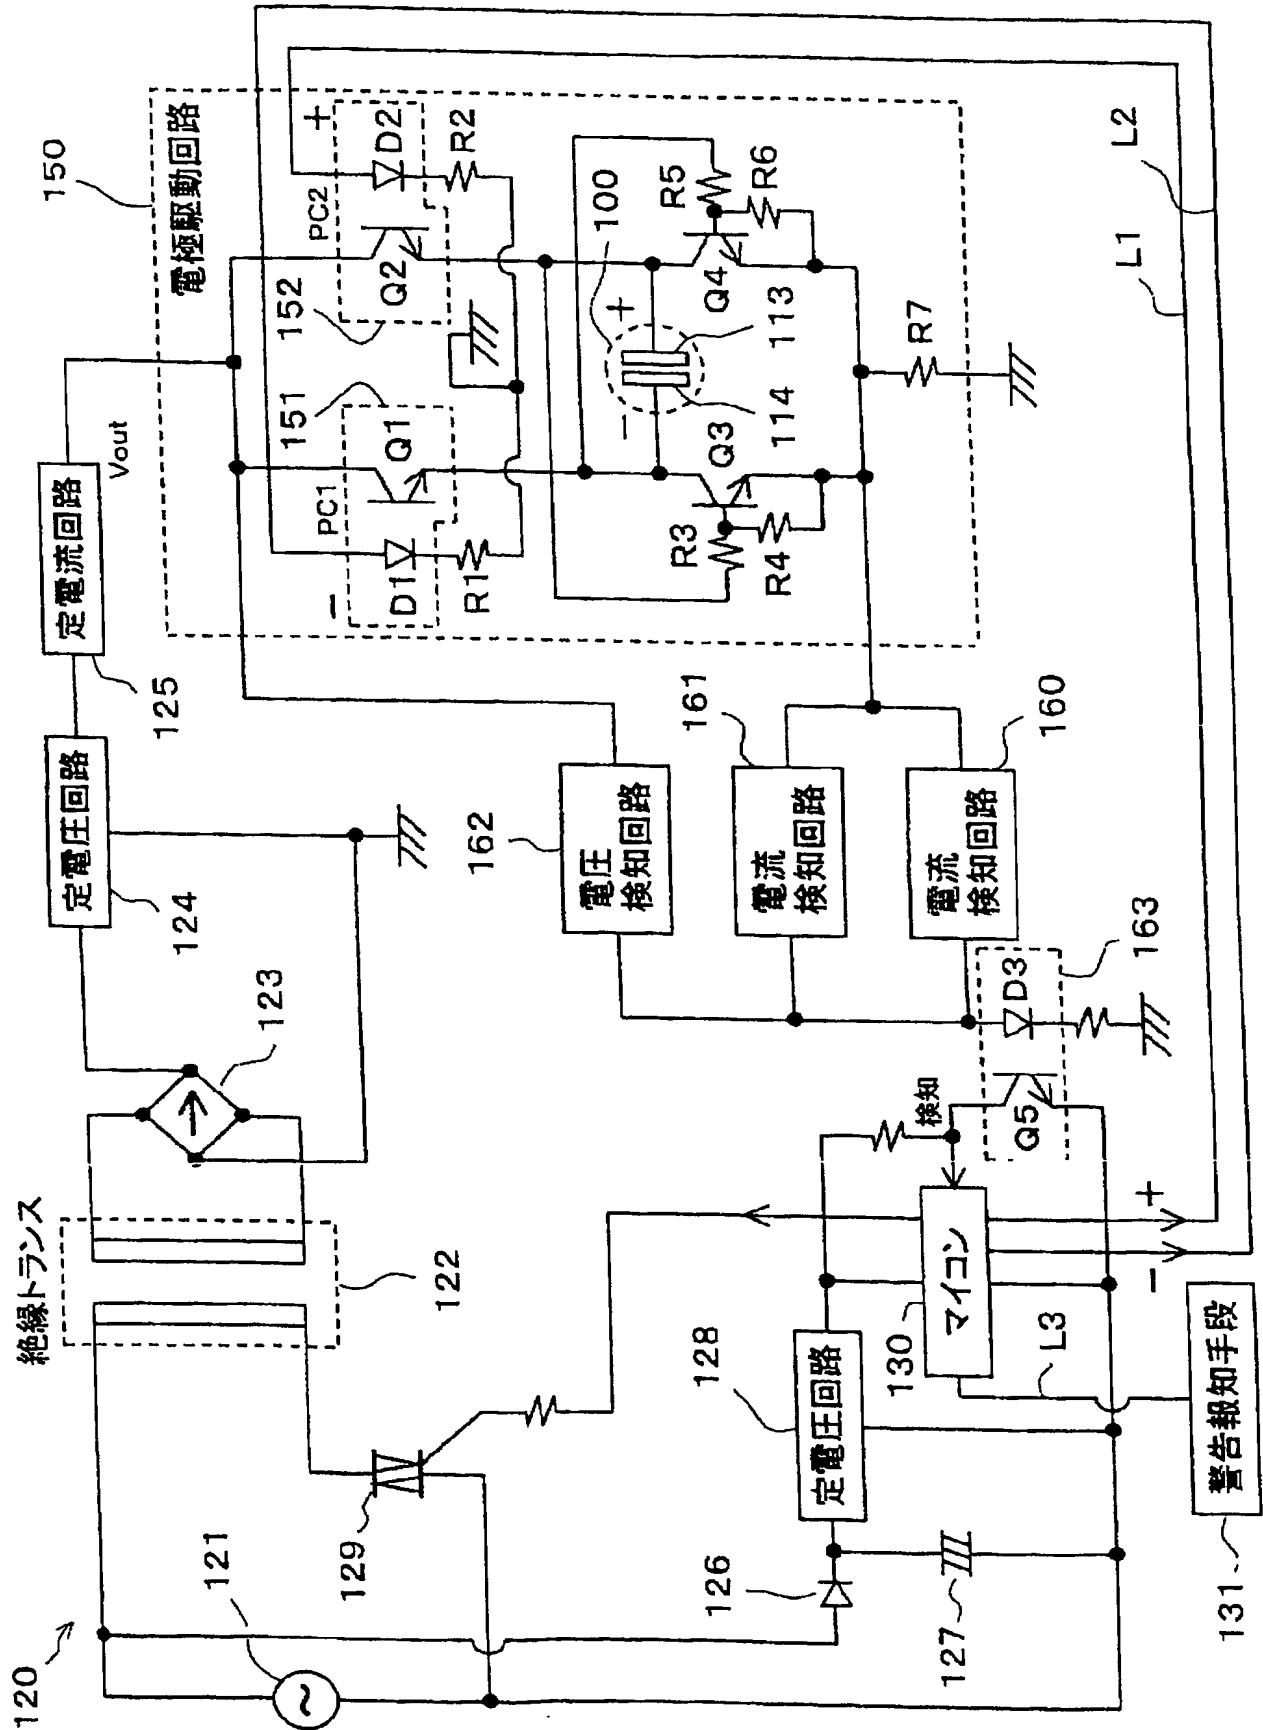 120
121
絶縁トランス
122
123
129
定電圧回路
124
定電流回路
125
Vout
150
電極駆動回路
PC1
PC2
151
152
D1
Q1
Q2
D2
+
−
R1
R2
100
+
−
113
114
Q3
Q4
R3
R4
R5
R6
R7
L1
L2
電圧
検知回路
162
電流
検知回路
161
電流
検知回路
160
163
D3
Q5
検知
126
127
定電圧回路
128
マイコン
130
+
−
L3
警告報知手段
131